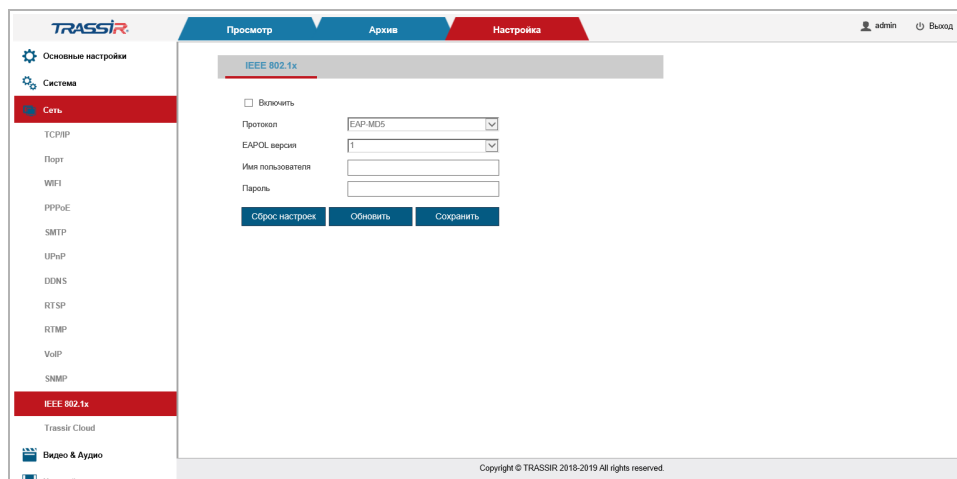 TRASSIR
Просмотр
Архив
Настройка
admin
Выход
Основные настройки
Система
Сеть
TCP/IP
Порт
WIFI
PPPoE
SMTP
UPnP
DDNS
RTSP
RTMP
VoIP
SNMP
IEEE 802.1x
Trassir Cloud
Видео & Аудио
IEEE 802.1x
Включить
Протокол EAP-MD5
EAPOL версия 1
Имя пользователя
Пароль
Сброс настроек Обновить Сохранить
Copyright © TRASSIR 2018-2019 All rights reserved.